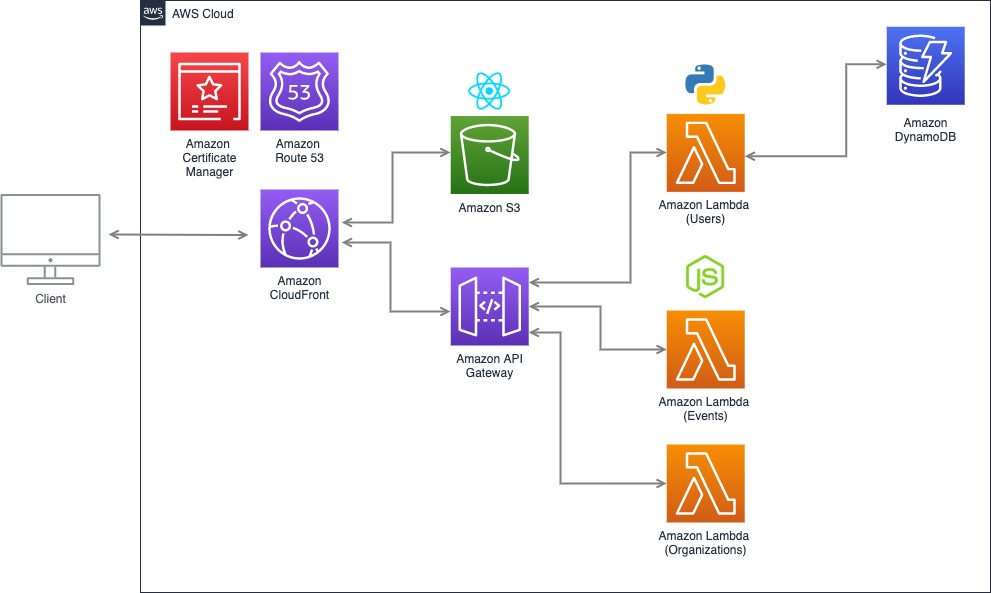 aws
AWS Cloud
Amazon
Certificate
Manager
53
Amazon
Route 53
Amazon S3
Amazon Lambda
(Users)
Amazon
DynamoDB
Client
Amazon
CloudFront
</>
Amazon API
Gateway
JS
Amazon Lambda
(Events)
Amazon Lambda
(Organizations)